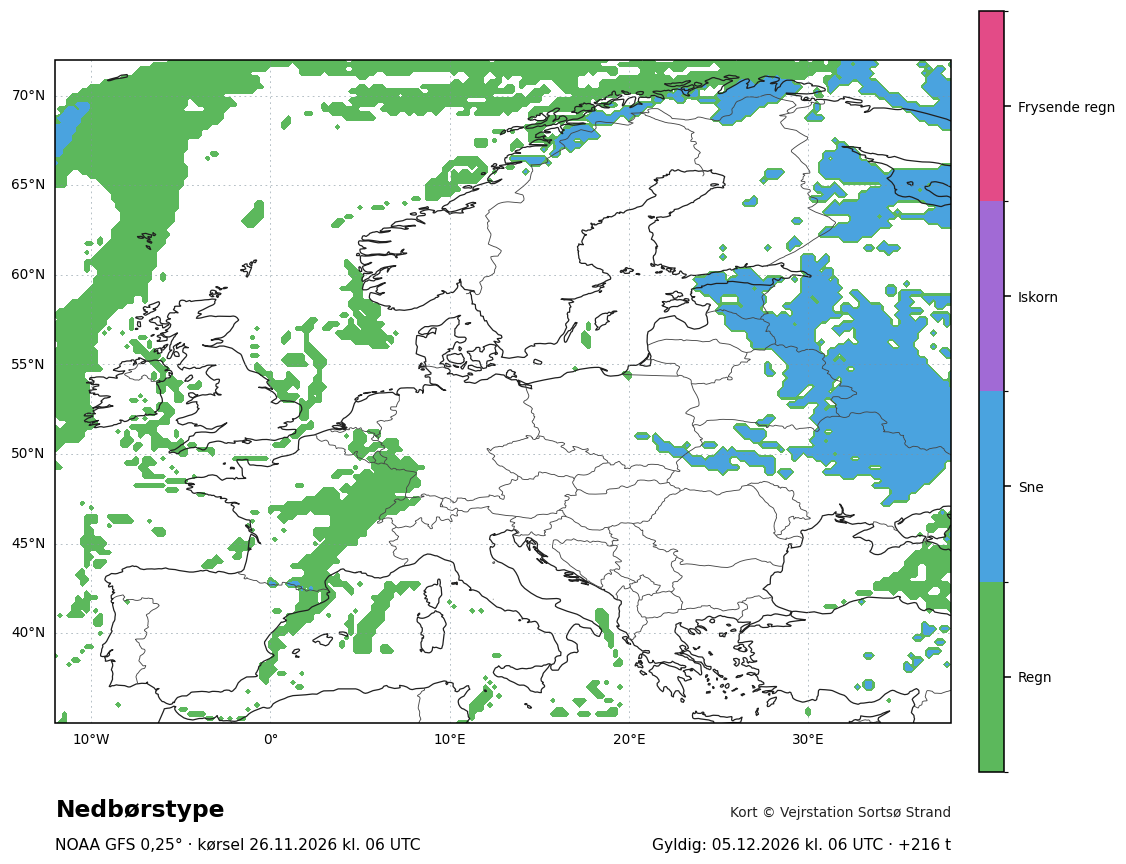 70°N
65°N
60°N
55°N
50°N
45°N
40°N
10°W
0°
10°E
20°E
30°E
Frysende regn
Iskorn
Sne
Regn
Nedbørstype
Kort © Vejrstation Sortsø Strand
NOAA GFS 0,25° · kørsel 26.11.2026 kl. 06 UTC
Gyldig: 05.12.2026 kl. 06 UTC · +216 t